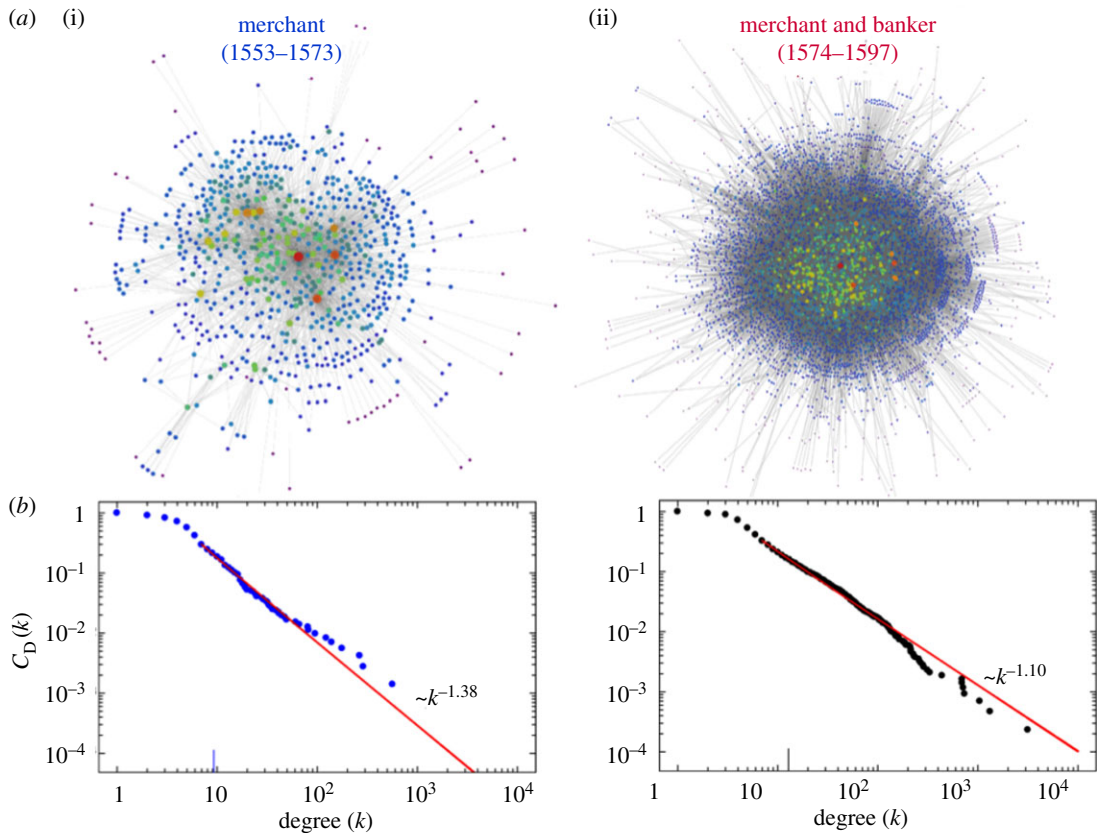 (a) (i) merchant
(1553–1573)
(ii) merchant and banker
(1574–1597)
(b)
C_D(k)
1
10^−1
10^−2
10^−3
10^−4
~k^−1.38
1 10 10^2 10^3 10^4
degree (k)
1
10^−1
10^−2
10^−3
10^−4
~k^−1.10
1 10 10^2 10^3 10^4
degree (k)